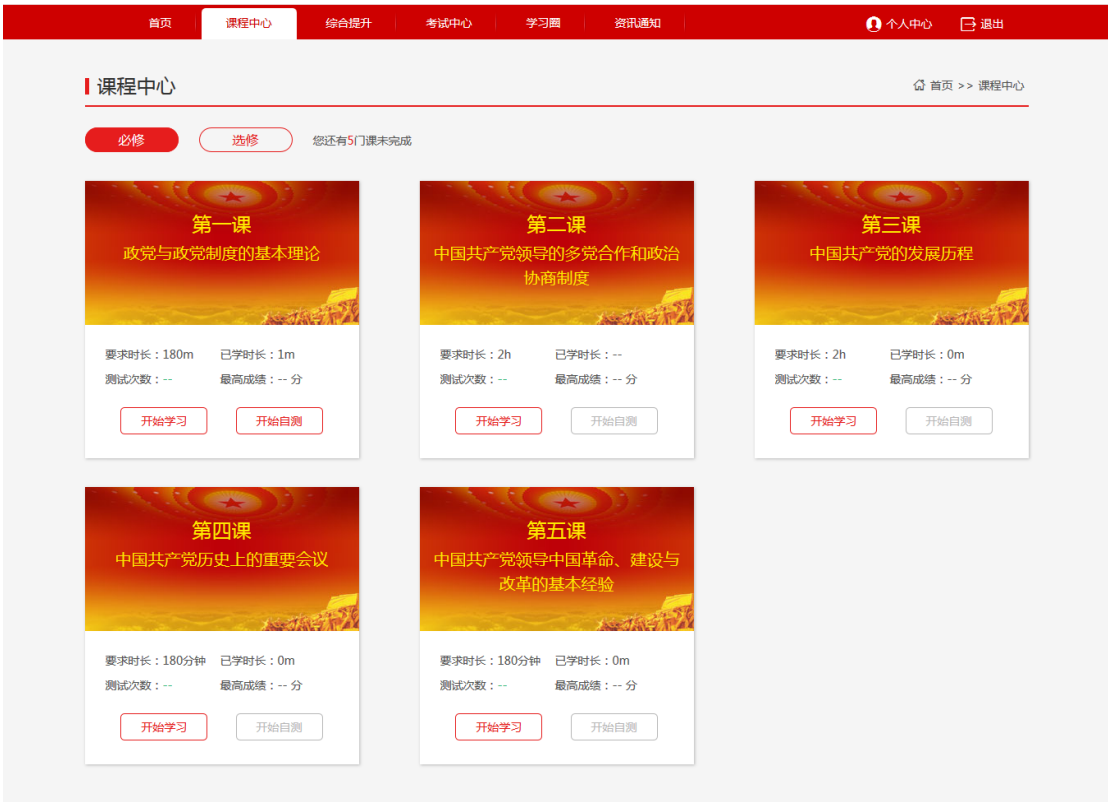 首页 课程中心 综合提升 考试中心 学习圈 资讯通知 个人中心 退出
课程中心 首页 >> 课程中心
必修 选修 您还有5门课未完成
第一课
政党与政党制度的基本理论
要求时长：180m 已学时长：1m
测试次数：-- 最高成绩：-- 分
开始学习 开始自测
第二课
中国共产党领导的多党合作和政治
协商制度
要求时长：2h 已学时长：--
测试次数：-- 最高成绩：-- 分
开始学习 开始自测
第三课
中国共产党的发展历程
要求时长：2h 已学时长：0m
测试次数：-- 最高成绩：-- 分
开始学习 开始自测
第四课
中国共产党历史上的重要会议
要求时长：180分钟 已学时长：0m
测试次数：-- 最高成绩：-- 分
开始学习 开始自测
第五课
中国共产党领导中国革命、建设与
改革的基本经验
要求时长：180分钟 已学时长：0m
测试次数：-- 最高成绩：-- 分
开始学习 开始自测